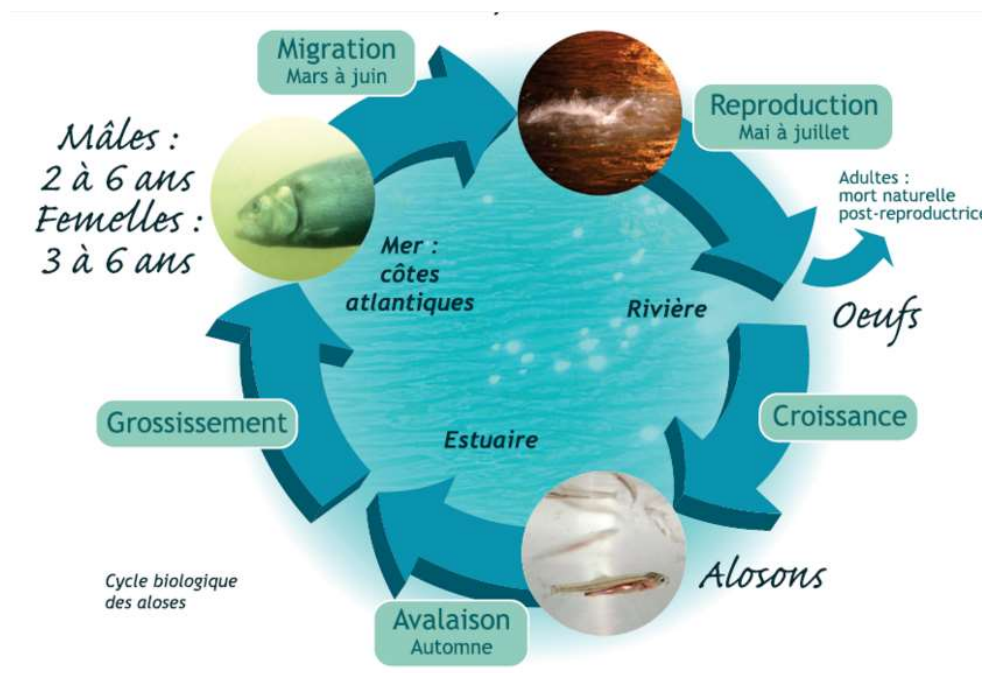 Migration
Mars à juin
Reproduction
Mai à juillet
Mâles :
2 à 6 ans
Femelles :
3 à 6 ans
Adultes :
mort naturelle
post-reproductrice
Mer :
côtes
atlantiques
Rivière
Oeufs
Grossissement
Croissance
Estuaire
Alosons
Cycle biologique
des aloses
Avalaison
Automne